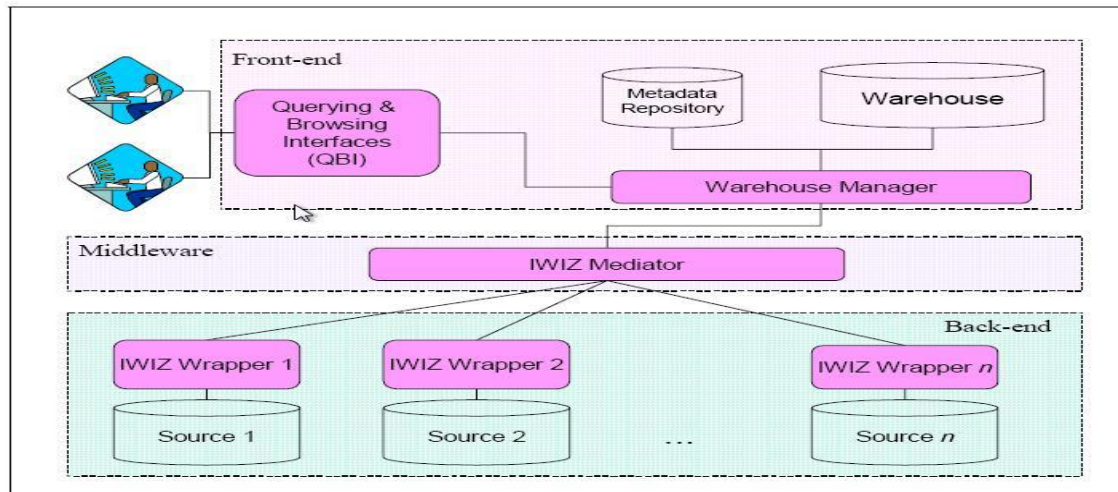 Front-end
Querying &
Browsing
Interfaces
(QBI)
Metadata
Repository
Warehouse
Warehouse Manager
Middleware
IWIZ Mediator
Back-end
IWIZ Wrapper 1
IWIZ Wrapper 2
IWIZ Wrapper n
Source 1
Source 2
...
Source n